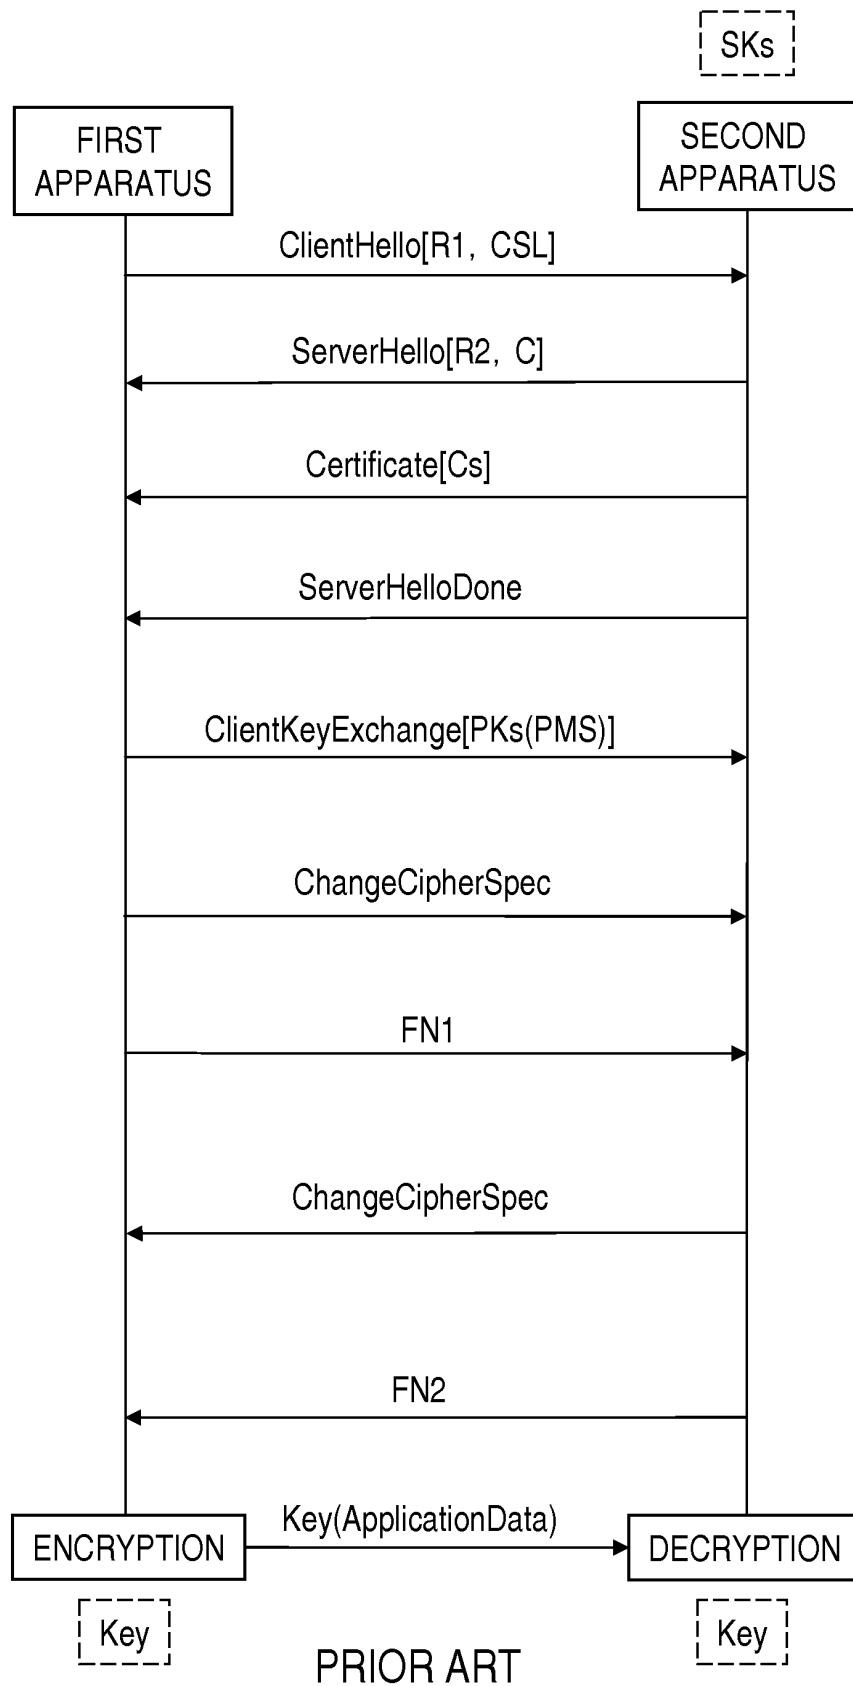 SKs
FIRST
APPARATUS
SECOND
APPARATUS
ClientHello[R1, CSL]
ServerHello[R2, C]
Certificate[Cs]
ServerHelloDone
ClientKeyExchange[PKs(PMS)]
ChangeCipherSpec
FN1
ChangeCipherSpec
FN2
Key(ApplicationData)
ENCRYPTION
DECRYPTION
Key
Key
PRIOR ART